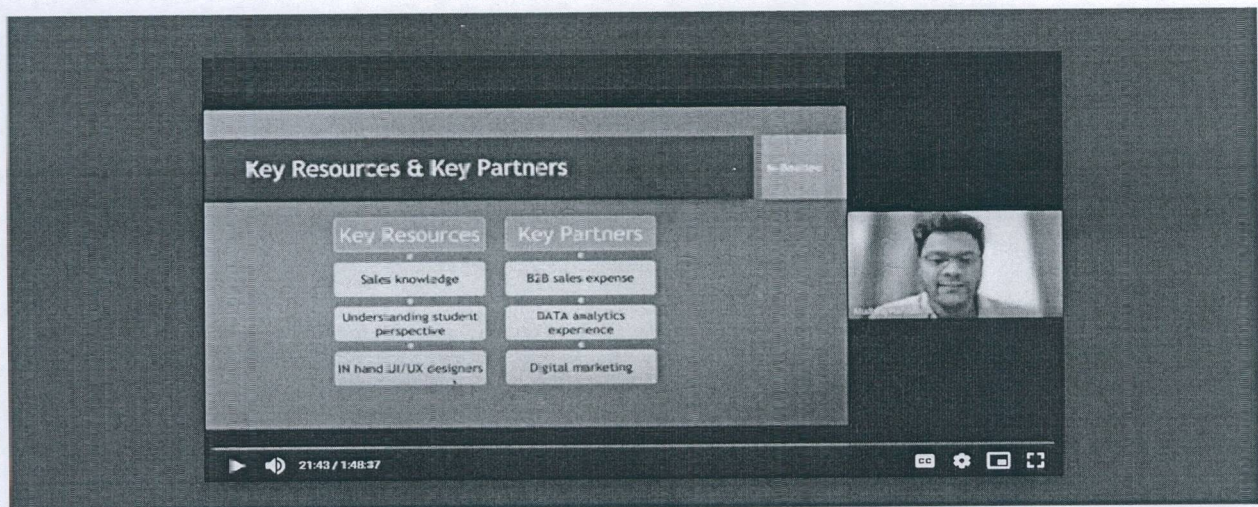 Key Resources & Key Partners
Key Resources
Sales knowledge
Understanding student
perspective
IN hand UI/UX designers
Key Partners
B2B sales expense
DATA analytics
experience
Digital marketing
21:43 / 1:48:37
CC